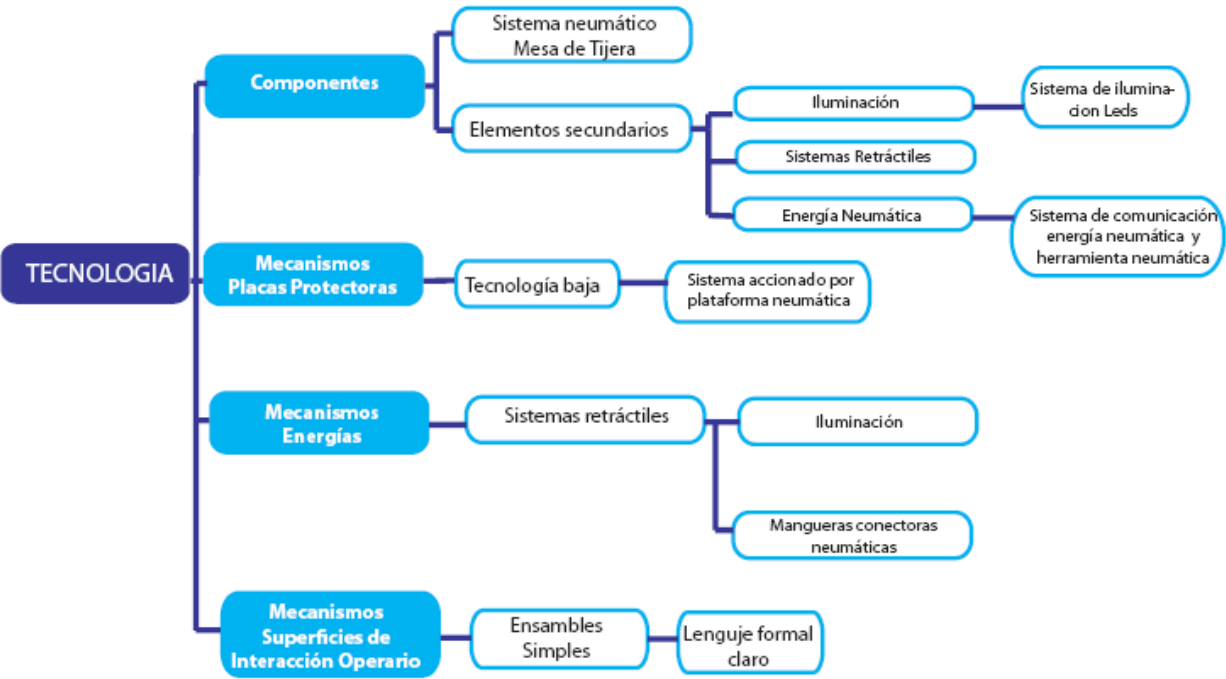 TECNOLOGIA
Componentes
Sistema neumático
Mesa de Tijera
Elementos secundarios
Iluminación
Sistema de ilumina-
cion Leds
Sistemas Retráctiles
Energía Neumática
Sistema de comunicación
energía neumática y
herramienta neumática
Mecanismos
Placas Protectoras
Tecnología baja
Sistema accionado por
plataforma neumática
Mecanismos
Energías
Sistemas retráctiles
Iluminación
Mangueras conectoras
neumáticas
Mecanismos
Superficies de
Interacción Operario
Ensambles
Simples
Lenguje formal
claro